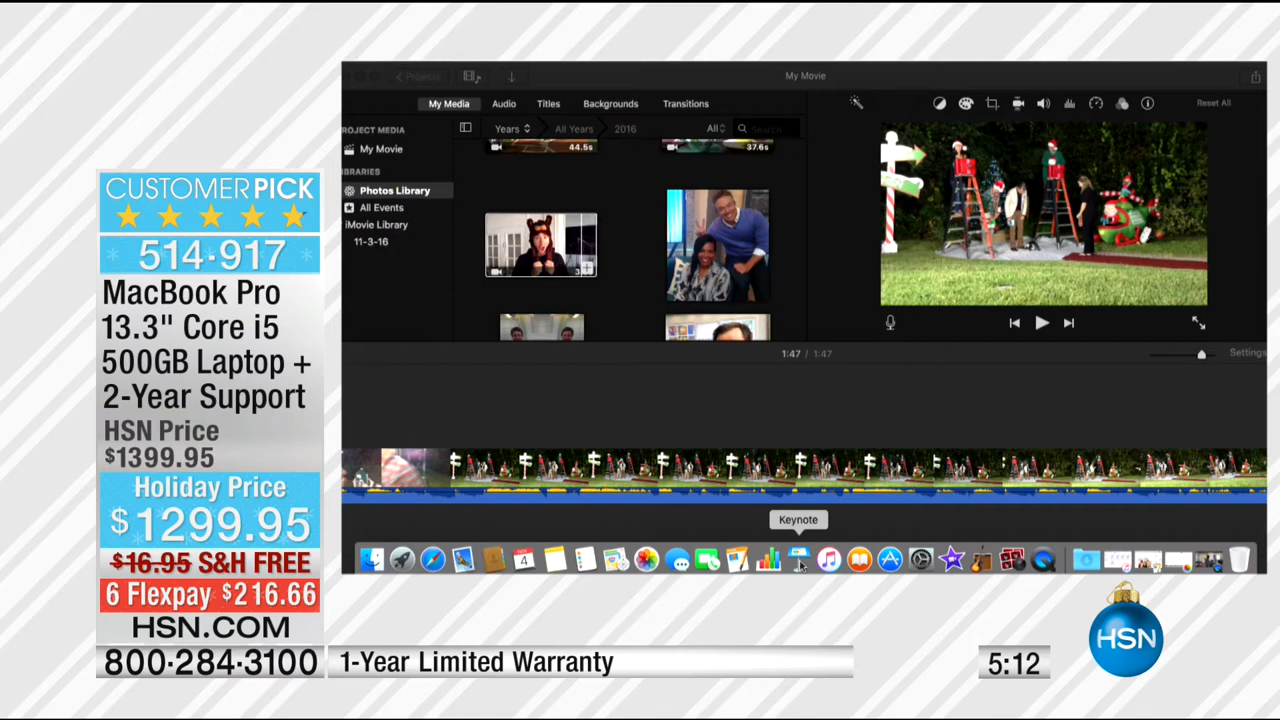 CUSTOMER PICK
514-917
MacBook Pro
13.3" Core i5
500GB Laptop +
2-Year Support
HSN Price
$1399.95
Holiday Price
$1299.95
$16.95 S&H FREE
6 Flexpay $216.66
HSN.COM
800·284·3100
1-Year Limited Warranty
5:12
HSN
Projects
My Movie
My Media
Audio
Titles
Backgrounds
Transitions
Reset All
ROJECT MEDIA
My Movie
IBRARIES
Photos Library
All Events
iMovie Library
11-3-16
Years
All Years
2016
All
Search
44.5s
37.6s
1:47 / 1:47
Settings
Keynote
4